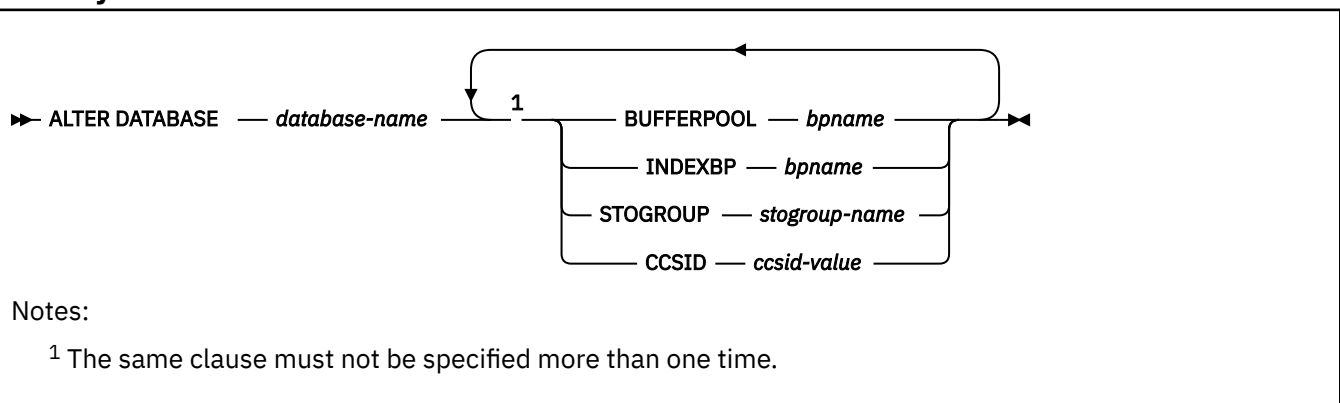 1
ALTER DATABASE database-name BUFFERPOOL bpname
INDEXBP bpname
STOGROUP stogroup-name
CCSID ccsid-value
Notes:
1 The same clause must not be specified more than one time.